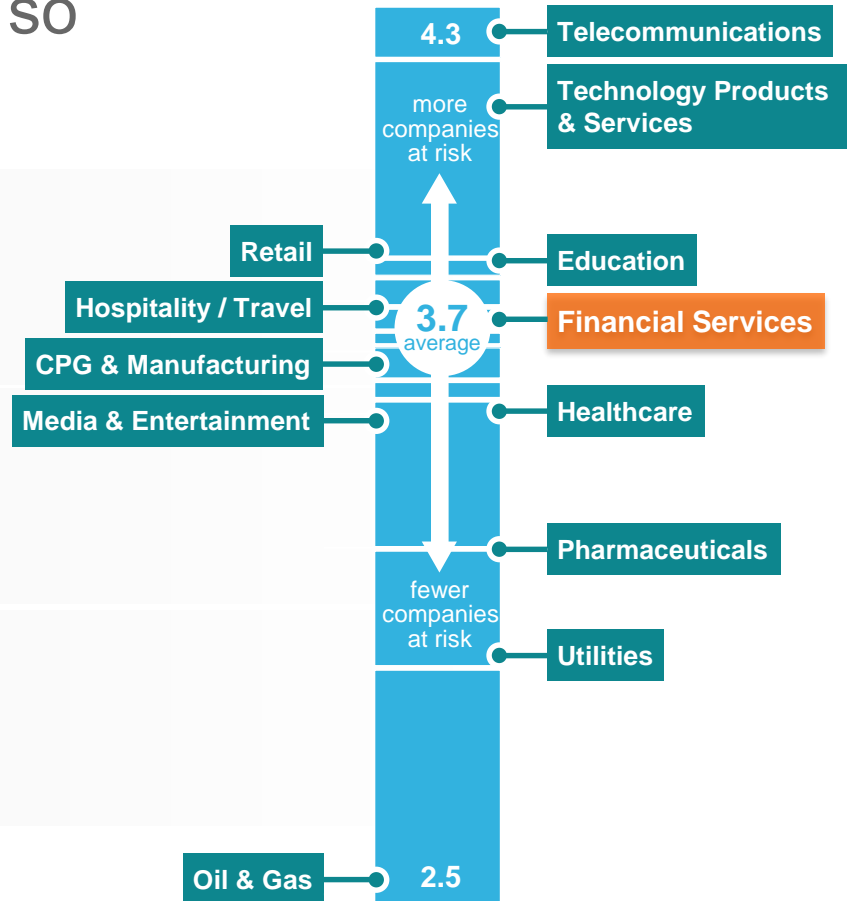 so
4.3
Telecommunications
more
companies
at risk
Technology Products
& Services
Retail
Education
Hospitality / Travel
3.7
average
Financial Services
CPG & Manufacturing
Media & Entertainment
Healthcare
Pharmaceuticals
fewer
companies
at risk
Utilities
Oil & Gas
2.5